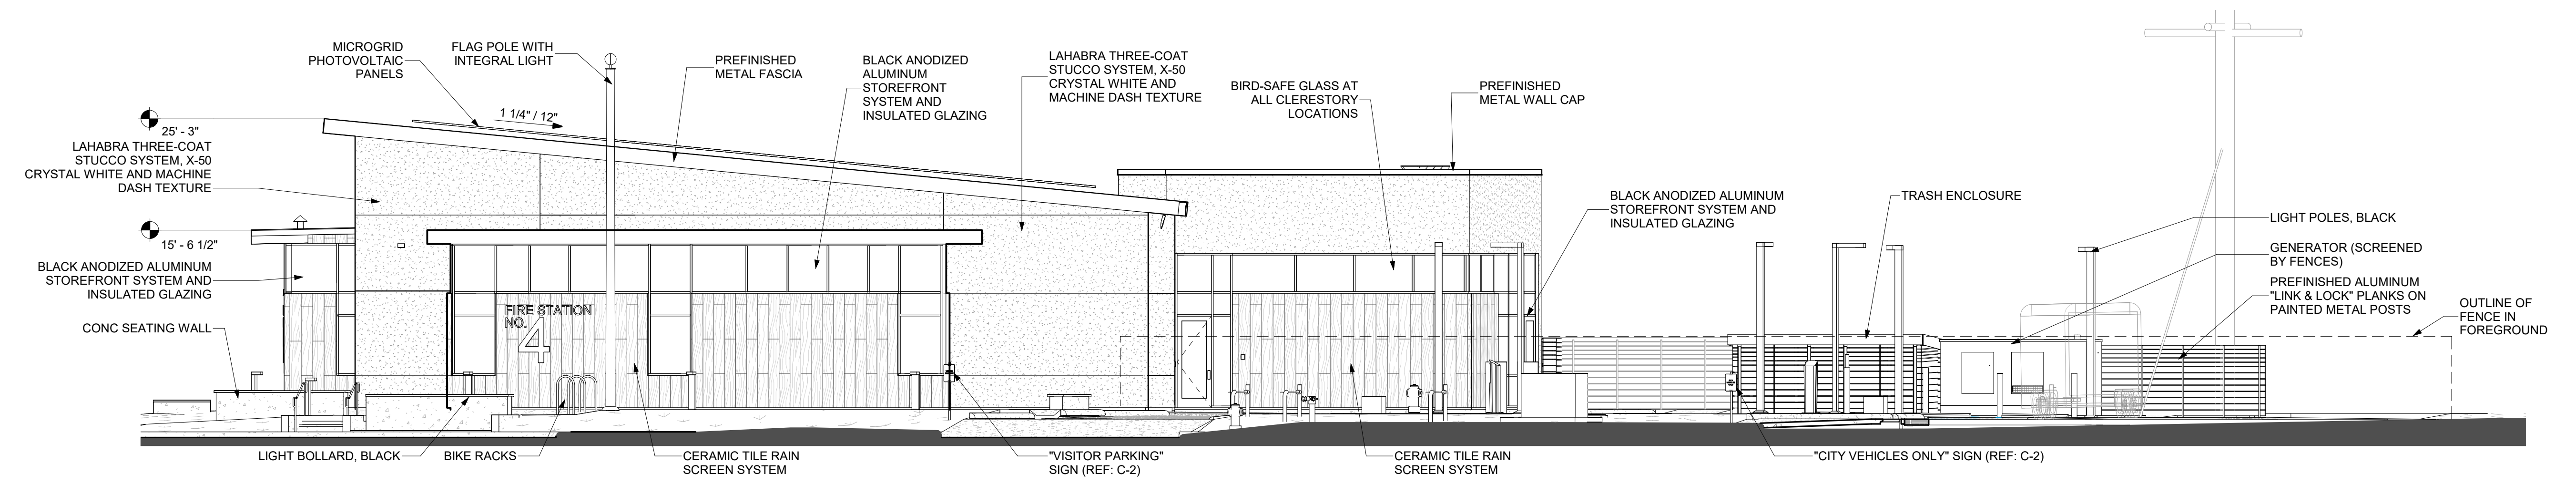 MICROGRID
PHOTOVOLTAIC
PANELS
FLAG POLE WITH
INTEGRAL LIGHT
PREFINISHED
METAL FASCIA
BLACK ANODIZED
ALUMINUM
STOREFRONT
SYSTEM AND
INSULATED GLAZING
LAHABRA THREE-COAT
STUCCO SYSTEM, X-50
CRYSTAL WHITE AND
MACHINE DASH TEXTURE
BIRD-SAFE GLASS AT
ALL CLERESTORY
LOCATIONS
PREFINISHED
METAL WALL CAP
1 1/4" / 12"
25' - 3"
LAHABRA THREE-COAT
STUCCO SYSTEM, X-50
CRYSTAL WHITE AND MACHINE
DASH TEXTURE
15' - 6 1/2"
BLACK ANODIZED ALUMINUM
STOREFRONT SYSTEM AND
INSULATED GLAZING
CONC SEATING WALL
FIRE STATION
NO.
4
BLACK ANODIZED ALUMINUM
STOREFRONT SYSTEM AND
INSULATED GLAZING
TRASH ENCLOSURE
LIGHT POLES, BLACK
GENERATOR (SCREENED
BY FENCES)
PREFINISHED ALUMINUM
"LINK & LOCK" PLANKS ON
PAINTED METAL POSTS
OUTLINE OF
FENCE IN
FOREGROUND
LIGHT BOLLARD, BLACK
BIKE RACKS
CERAMIC TILE RAIN
SCREEN SYSTEM
"VISITOR PARKING"
SIGN (REF: C-2)
CERAMIC TILE RAIN
SCREEN SYSTEM
"CITY VEHICLES ONLY" SIGN (REF: C-2)